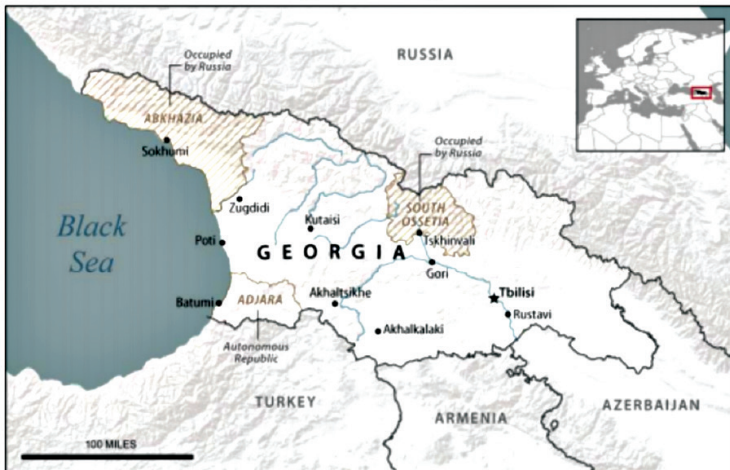 RUSSIA
Occupied
by Russia
ABKHAZIA
Sokhumi
Occupied
by Russia
Zugdidi
SOUTH
OSSETIA
Kutaisi
Tskhinvali
Black
Sea
Poti
GEORGIA
Gori
Batumi
ADJARA
Akhaltsikhe
Tbilisi
Rustavi
Akhalkalaki
Autonomous
Republic
TURKEY
ARMENIA
AZERBAIJAN
100 MILES